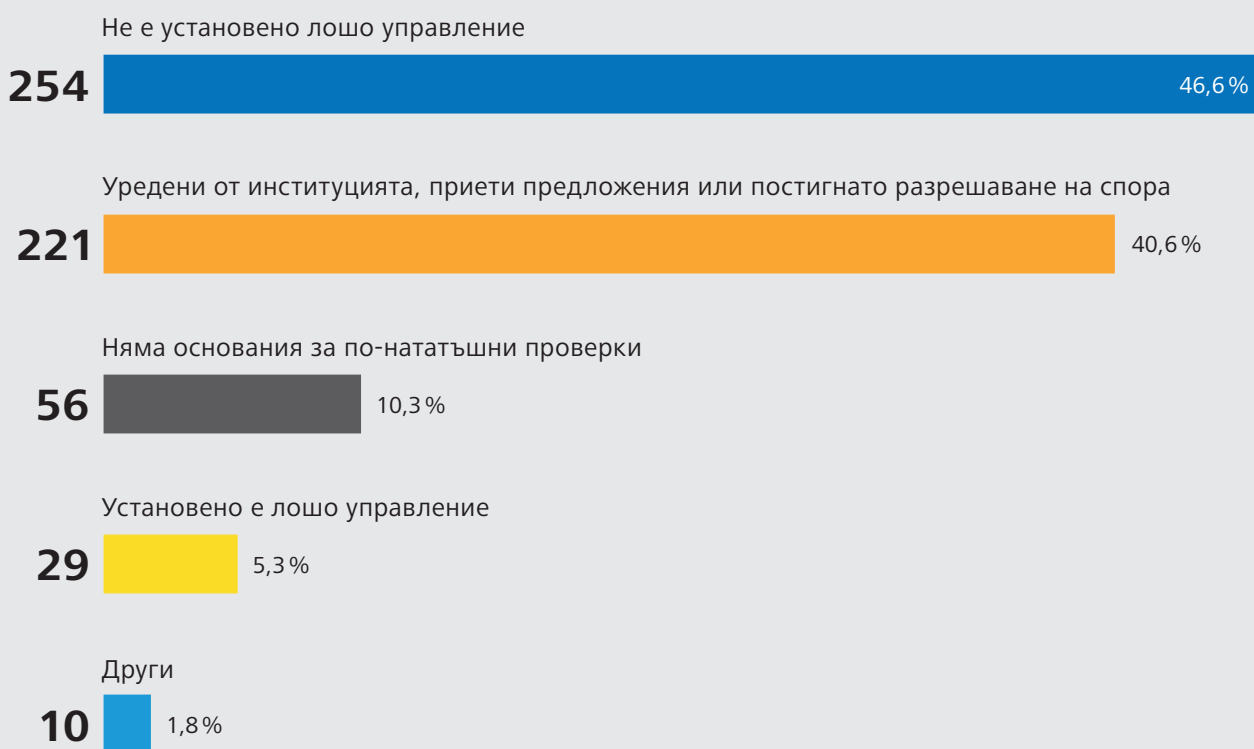 Не е установено лошо управление
254
46,6 %
Уредени от институцията, приети предложения или постигнато разрешаване на спора
221
40,6 %
Няма основания за по-нататъшни проверки
56
10,3 %
Установено е лошо управление
29
5,3 %
Други
10
1,8 %